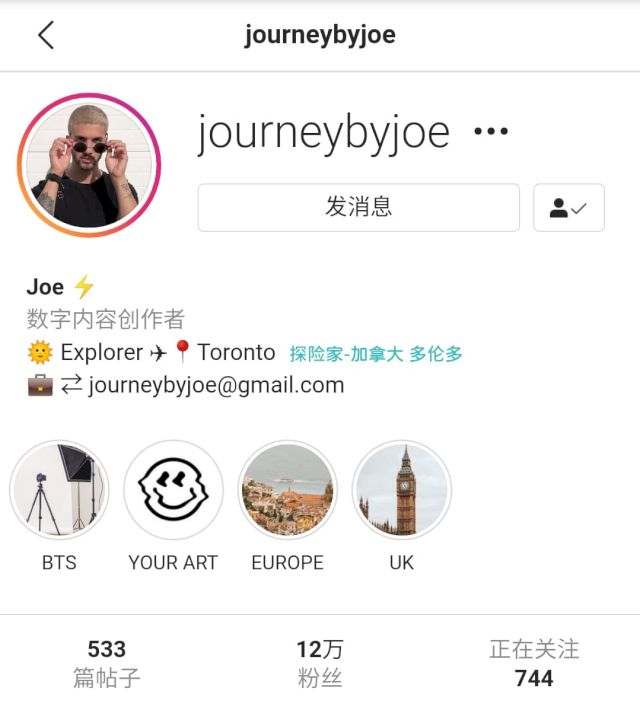 journeybyjoe
journeybyjoe
发消息
Joe
数字内容创作者
Explorer Toronto 探险家-加拿大 多伦多
journeybyjoe@gmail.com
BTS YOUR ART EUROPE UK
533 12万 正在关注
篇帖子 粉丝 744